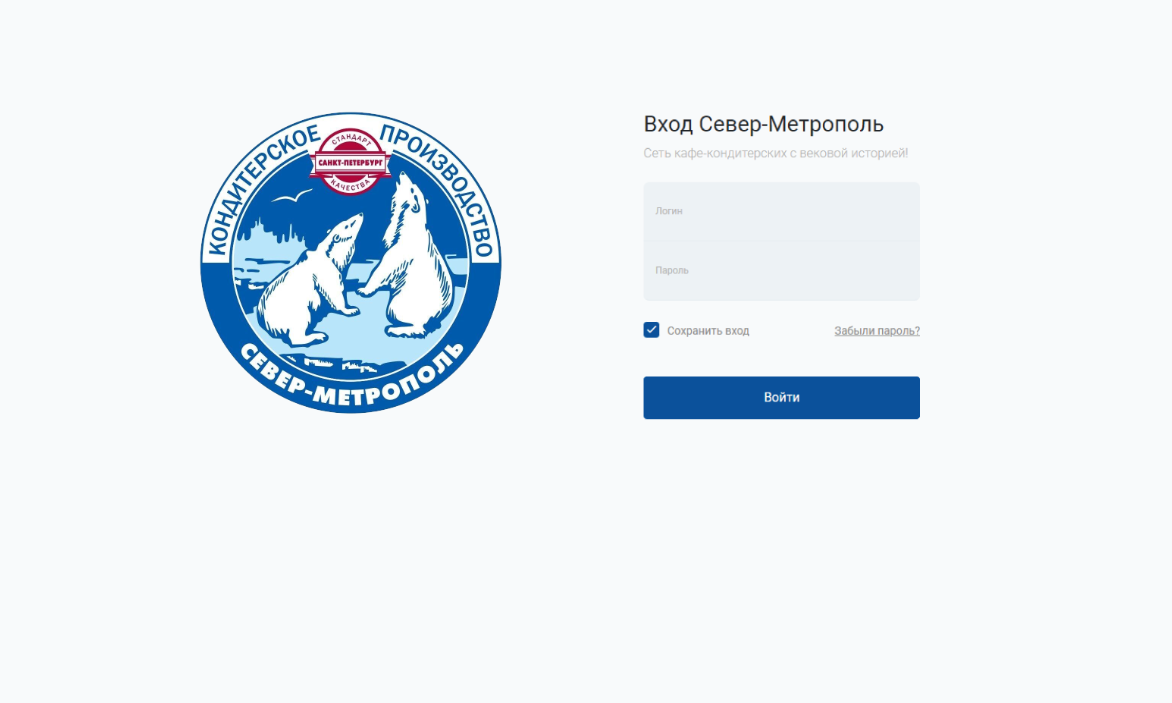 КОНДИТЕРСКОЕ ПРОИЗВОДСТВО
СТАНДАРТ
САНКТ-ПЕТЕРБУРГ
КАЧЕСТВА
СЕВЕР-МЕТРОПОЛЬ
Вход Север-Метрополь
Сеть кафе-кондитерских с вековой историей!
Логин
Пароль
Сохранить вход
Забыли пароль?
Войти